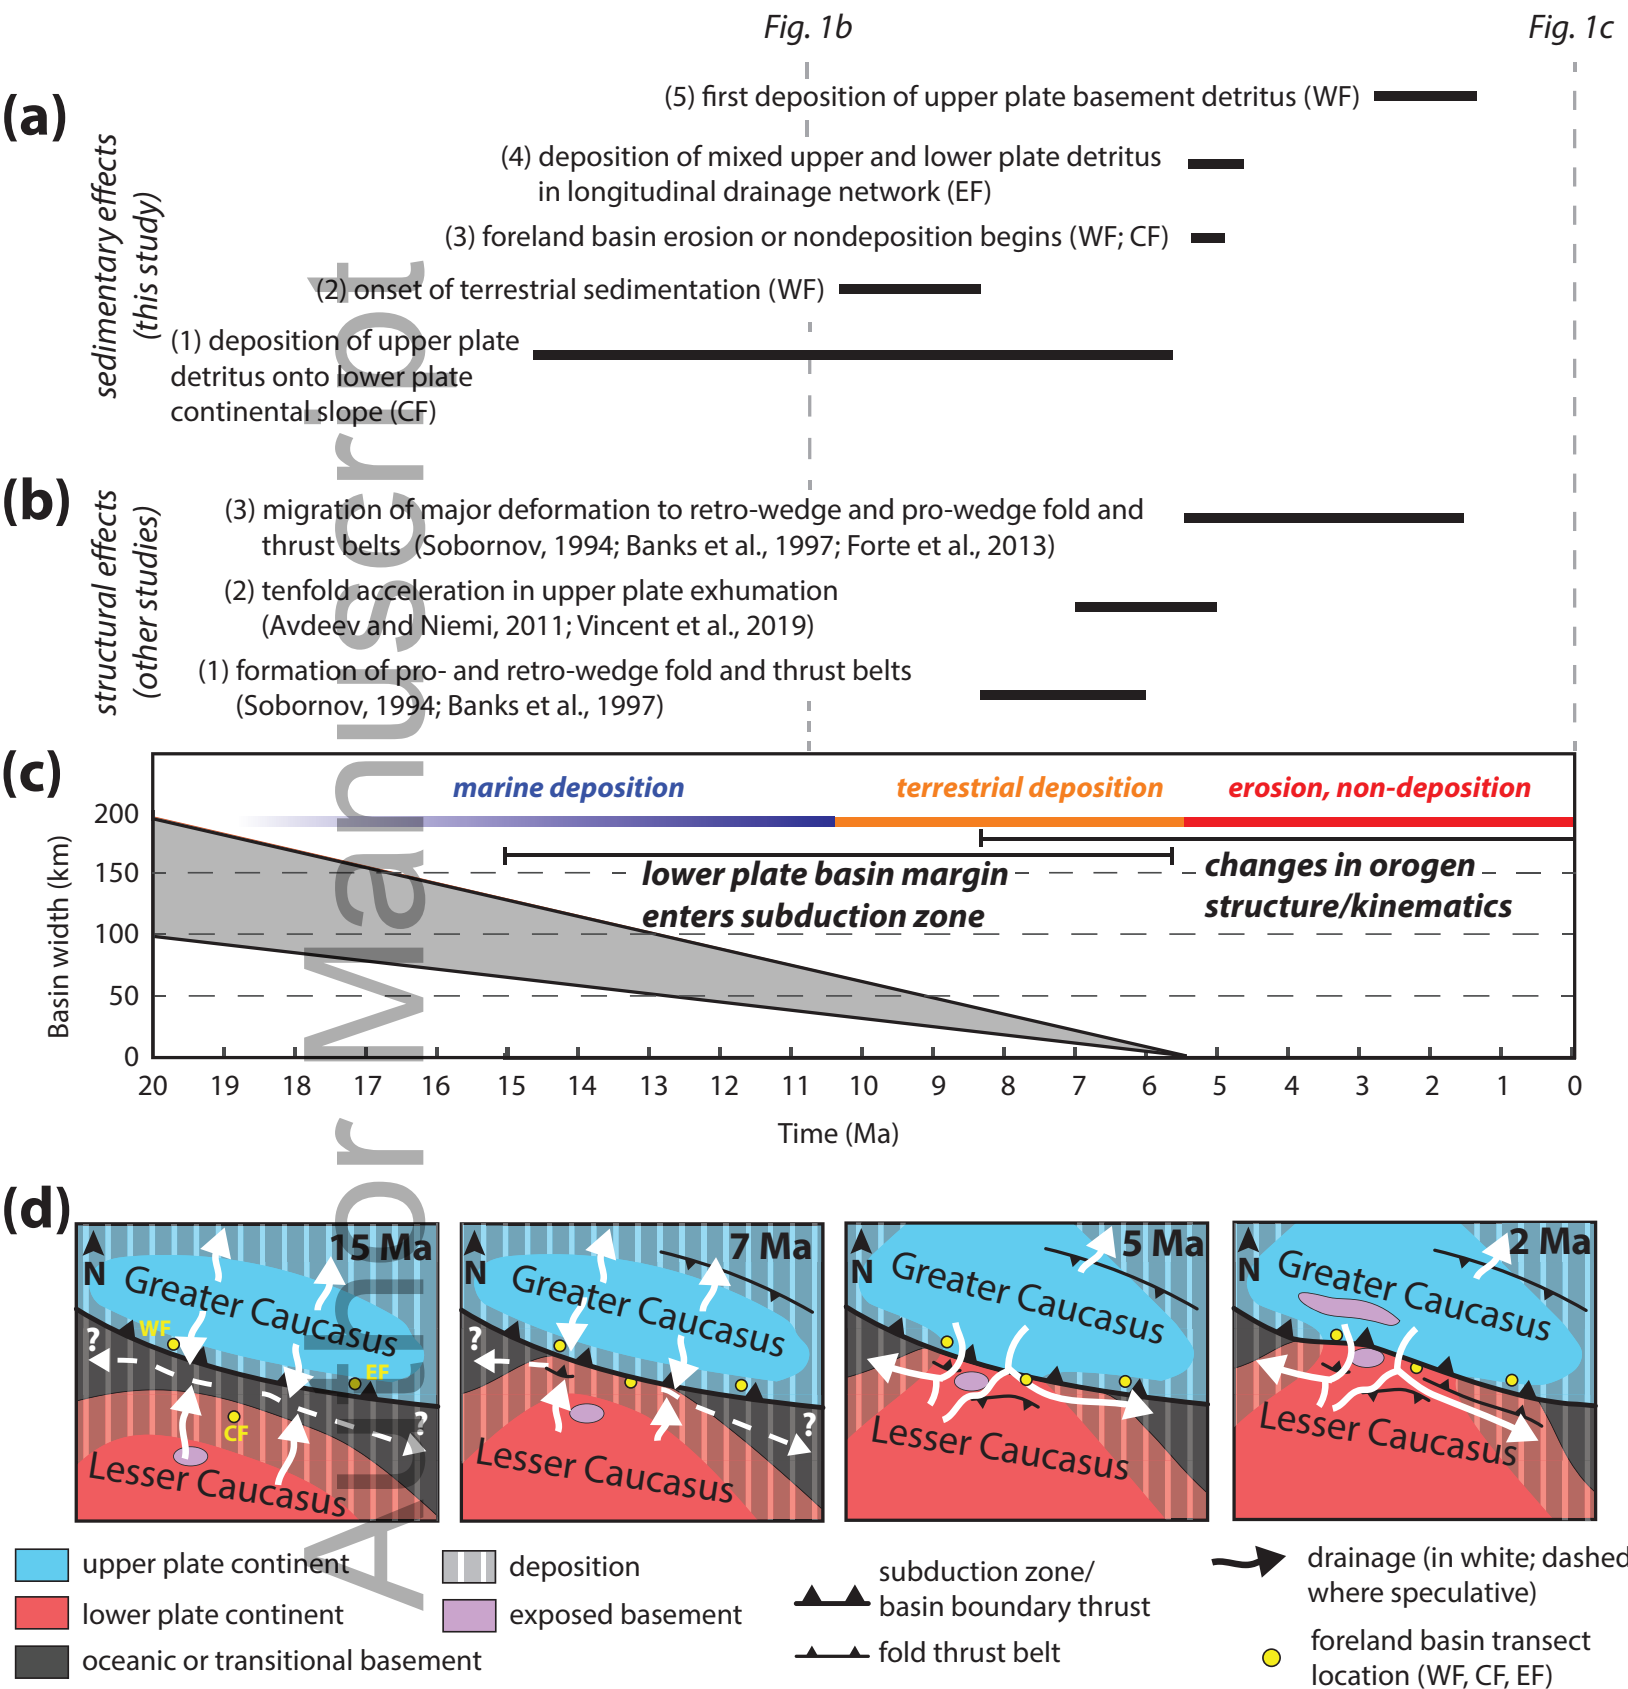 Fig. 1b
Fig. 1c
(a)
sedimentary effects
(this study)
(5) first deposition of upper plate basement detritus (WF)
(4) deposition of mixed upper and lower plate detritus
in longitudinal drainage network (EF)
(3) foreland basin erosion or nondeposition begins (WF; CF)
(2) onset of terrestrial sedimentation (WF)
(1) deposition of upper plate
detritus onto lower plate
continental slope (CF)
(b)
structural effects
(other studies)
(3) migration of major deformation to retro-wedge and pro-wedge fold and
thrust belts (Sobornov, 1994; Banks et al., 1997; Forte et al., 2013)
(2) tenfold acceleration in upper plate exhumation
(Avdeev and Niemi, 2011; Vincent et al., 2019)
(1) formation of pro- and retro-wedge fold and thrust belts
(Sobornov, 1994; Banks et al., 1997)
(c)
marine deposition
terrestrial deposition
erosion, non-deposition
lower plate basin margin
enters subduction zone
changes in orogen
structure/kinematics
Basin width (km)
200
150
100
50
0
20 19 18 17 16 15 14 13 12 11 10 9 8 7 6 5 4 3 2 1 0
Time (Ma)
(d)
15 Ma
N
Greater Caucasus
WF
EF
CF
?
?
Lesser Caucasus
7 Ma
N
Greater Caucasus
?
?
Lesser Caucasus
5 Ma
N
Greater Caucasus
Lesser Caucasus
2 Ma
N
Greater Caucasus
Lesser Caucasus
upper plate continent
lower plate continent
oceanic or transitional basement
deposition
exposed basement
subduction zone/
basin boundary thrust
fold thrust belt
drainage (in white; dashed
where speculative)
foreland basin transect
location (WF, CF, EF)
Author Manuscript